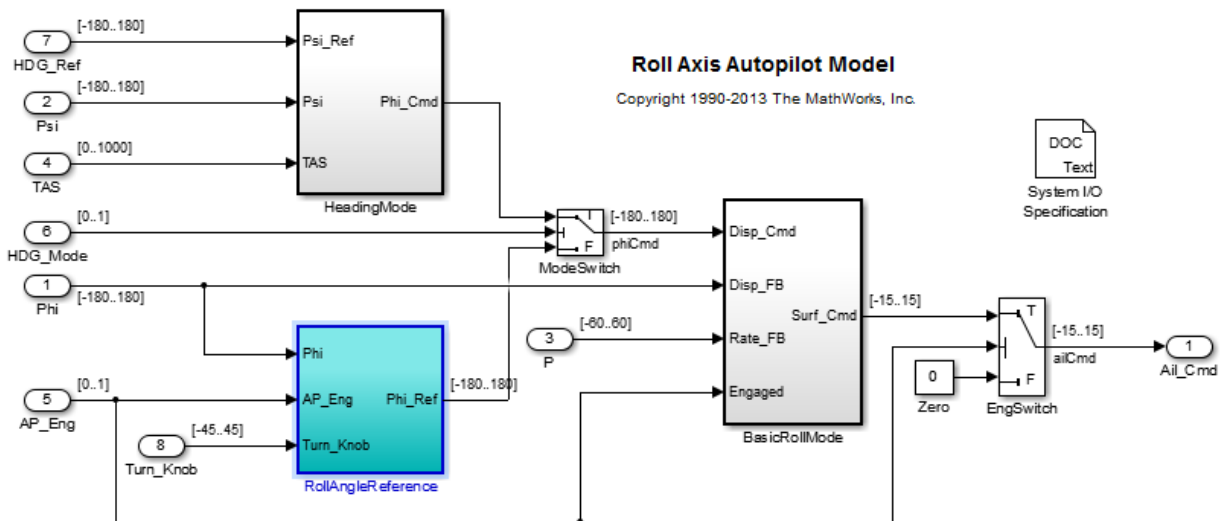 [-180..180]
7
HDG_Ref
[-180..180]
2
Psi
[0..1000]
4
TAS
Psi_Ref
Psi
Phi_Cmd
TAS
HeadingMode
Roll Axis Autopilot Model
Copyright 1990-2013 The MathWorks, Inc.
DOC
Text
System I/O
Specification
[0..1]
6
HDG_Mode
T
F
ModeSwitch
[-180..180]
phiCmd
1
Phi
[-180..180]
Phi
AP_Eng
Phi_Ref
Turn_Knob
RollAngleReference
[-180..180]
[0..1]
5
AP_Eng
[-45..45]
8
Turn_Knob
[-60..60]
3
P
Disp_Cmd
Disp_FB
Surf_Cmd
Rate_FB
Engaged
BasicRollMode
[-15..15]
T
F
EngSwitch
0
Zero
[-15..15]
ailCmd
1
Ail_Cmd